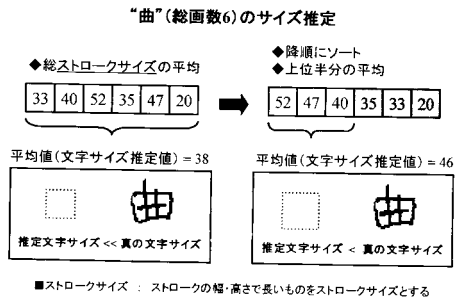 “曲”(総画数6)のサイズ推定
◆総ストロークサイズの平均
33 40 52 35 47 20
平均値(文字サイズ推定値) = 38
曲
推定文字サイズ << 真の文字サイズ
◆降順にソート
◆上位半分の平均
52 47 40 35 33 20
平均値(文字サイズ推定値) = 46
曲
推定文字サイズ < 真の文字サイズ
■ストロークサイズ : ストロークの幅・高さで長いものをストロークサイズとする